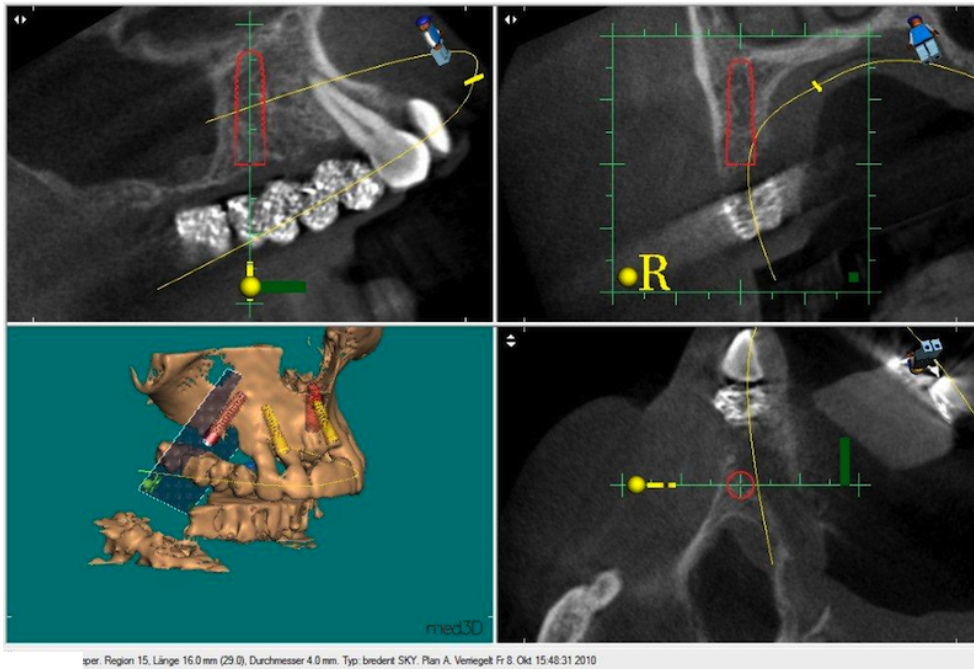 R
med3D
eper. Region 15, Länge 16.0 mm (29.0), Durchmesser 4.0 mm. Typ: bredent SKY. Plan A. Verriegelt Fr 8. Okt 15:48:31 2010